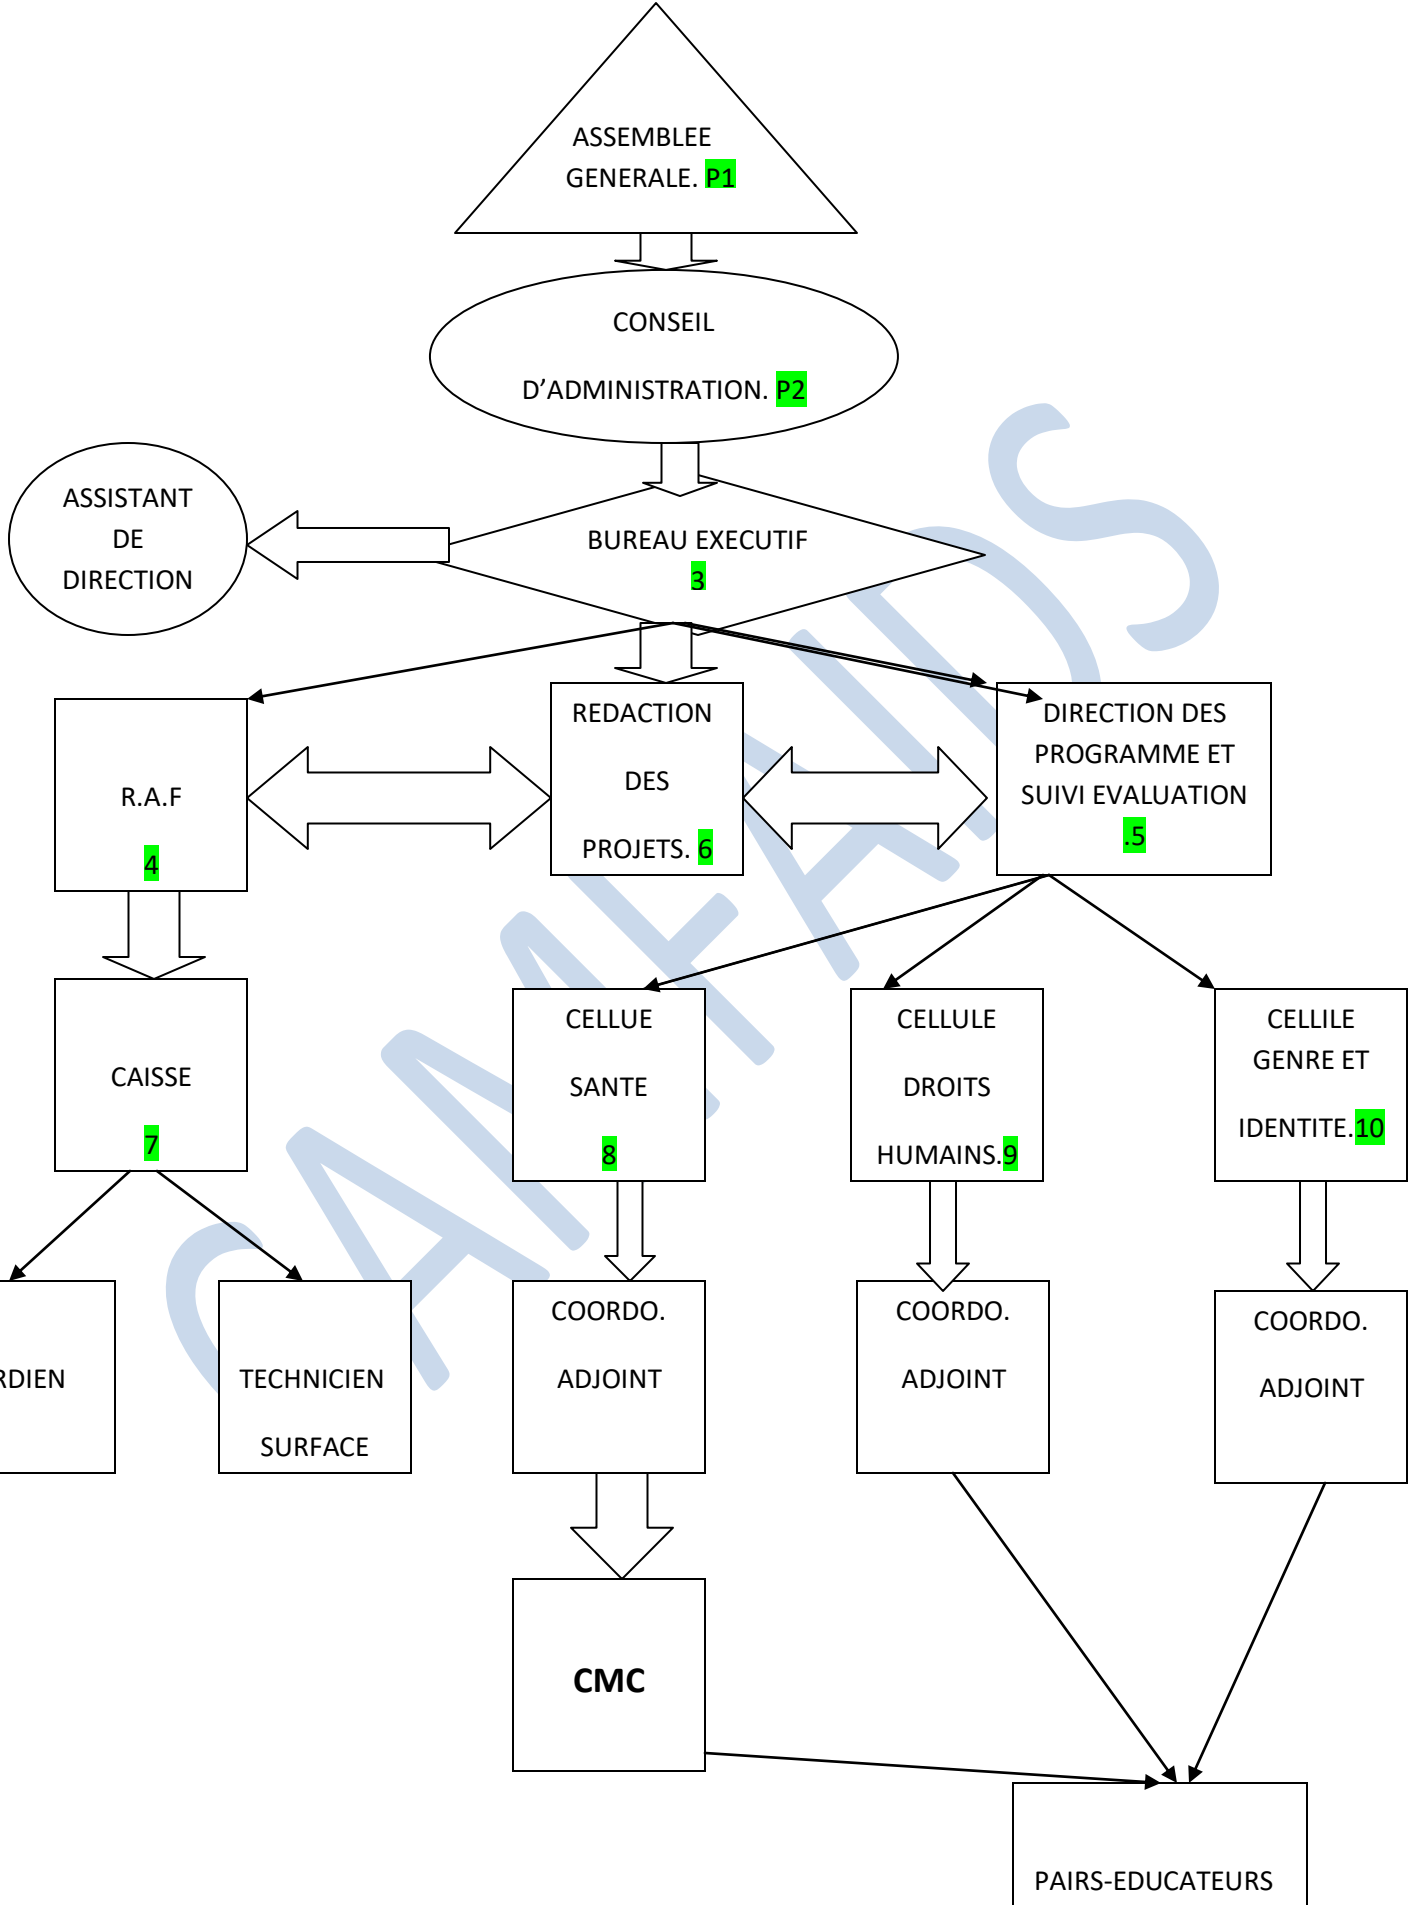 ASSEMBLEE
GENERALE. P1
CONSEIL
D’ADMINISTRATION. P2
ASSISTANT
DE
DIRECTION
BUREAU EXECUTIF
3
R.A.F
4
REDACTION
DES
PROJETS. 6
DIRECTION DES
PROGRAMME ET
SUIVI EVALUATION
.5
CAISSE
7
CELLUE
SANTE
8
CELLULE
DROITS
HUMAINS.9
CELLILE
GENRE ET
IDENTITE.10
RDIEN
TECHNICIEN
SURFACE
COORDO.
ADJOINT
COORDO.
ADJOINT
COORDO.
ADJOINT
CMC
PAIRS-EDUCATEURS
CAMFAIDS